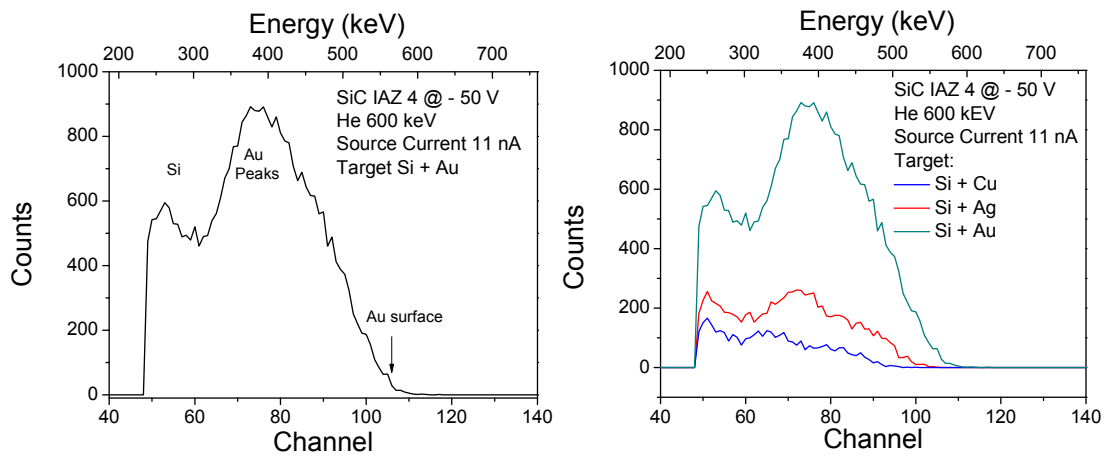 Energy (keV)
200 300 400 500 600 700
1000
800
600
400
200
0
Counts
SiC IAZ 4 @ - 50 V
He 600 keV
Source Current 11 nA
Target Si + Au
Si
Au
Peaks
Au surface
40 60 80 100 120 140
Channel
Energy (keV)
200 300 400 500 600 700
1000
800
600
400
200
0
Counts
SiC IAZ 4 @ - 50 V
He 600 kEV
Source Current 11 nA
Target:
Si + Cu
Si + Ag
Si + Au
40 60 80 100 120 140
Channel